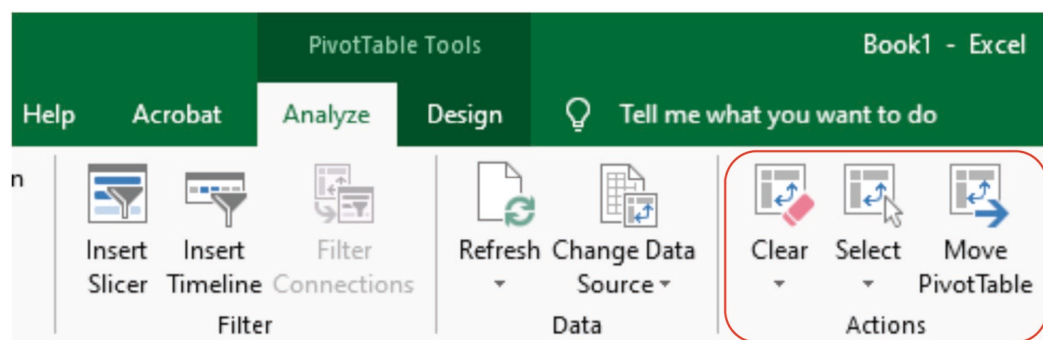 PivotTable Tools
Book1 - Excel
Help Acrobat Analyze Design Tell me what you want to do
n
Insert Slicer
Insert Timeline
Filter Connections
Refresh
Change Data Source
Clear
Select
Move PivotTable
Filter
Data
Actions